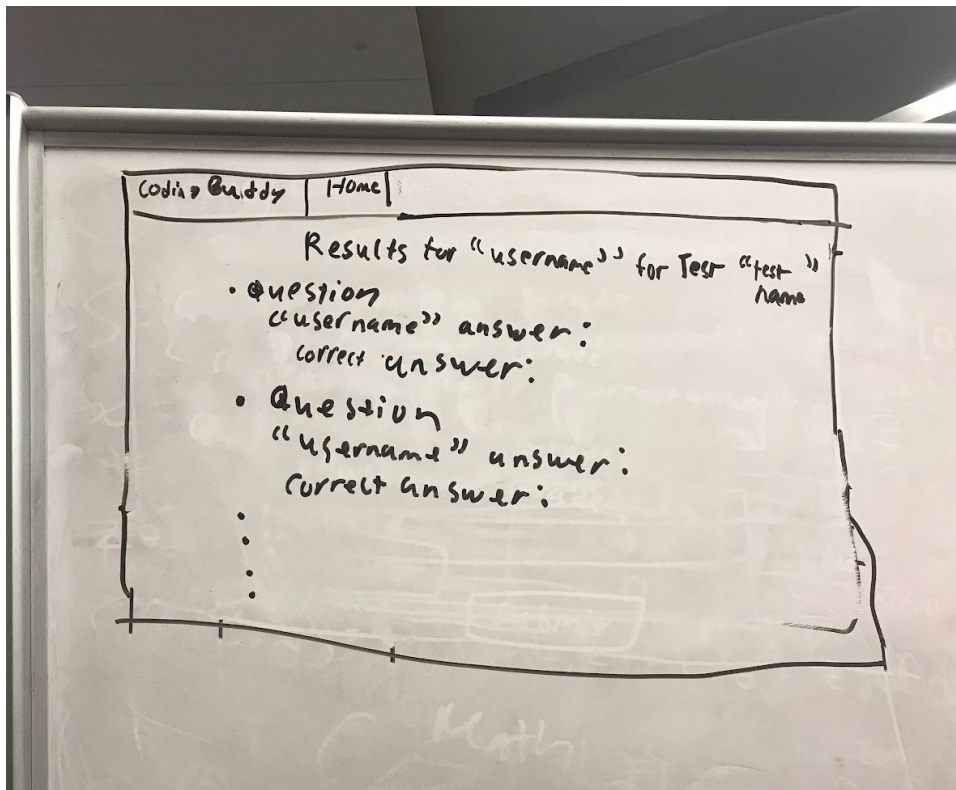 Coding Buddy Home
Results for "username" for Test "test name"
• Question
"username" answer:
correct answer:
• Question
"username" answer:
correct answer:
Math